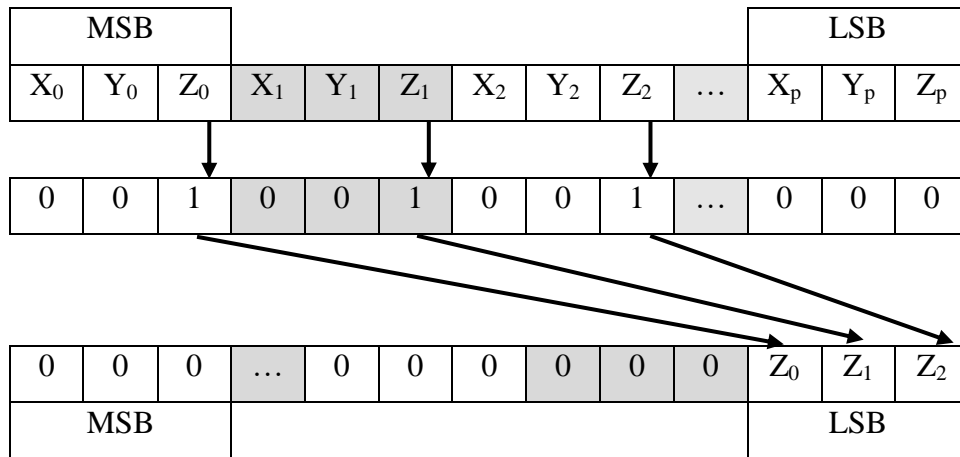 MSB LSB
X₀ Y₀ Z₀ X₁ Y₁ Z₁ X₂ Y₂ Z₂ … Xₚ Yₚ Zₚ
0 0 1 0 0 1 0 0 1 … 0 0 0
0 0 0 … 0 0 0 0 0 0 Z₀ Z₁ Z₂
MSB LSB